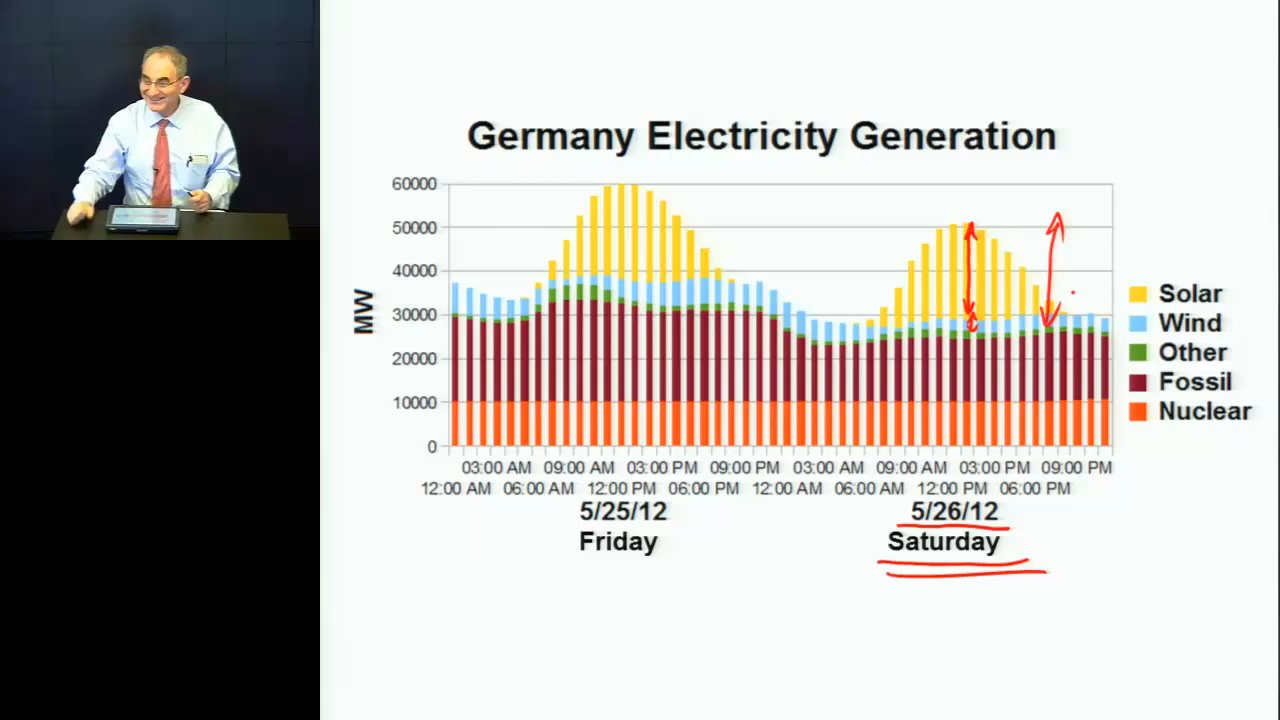 Germany Electricity Generation
60000
50000
40000
30000
20000
10000
0
MW
03:00 AM 09:00 AM 03:00 PM 09:00 PM 03:00 AM 09:00 AM 03:00 PM 09:00 PM
12:00 AM 06:00 AM 12:00 PM 06:00 PM 12:00 AM 06:00 AM 12:00 PM 06:00 PM
5/25/12 5/26/12
Friday Saturday
Solar
Wind
Other
Fossil
Nuclear